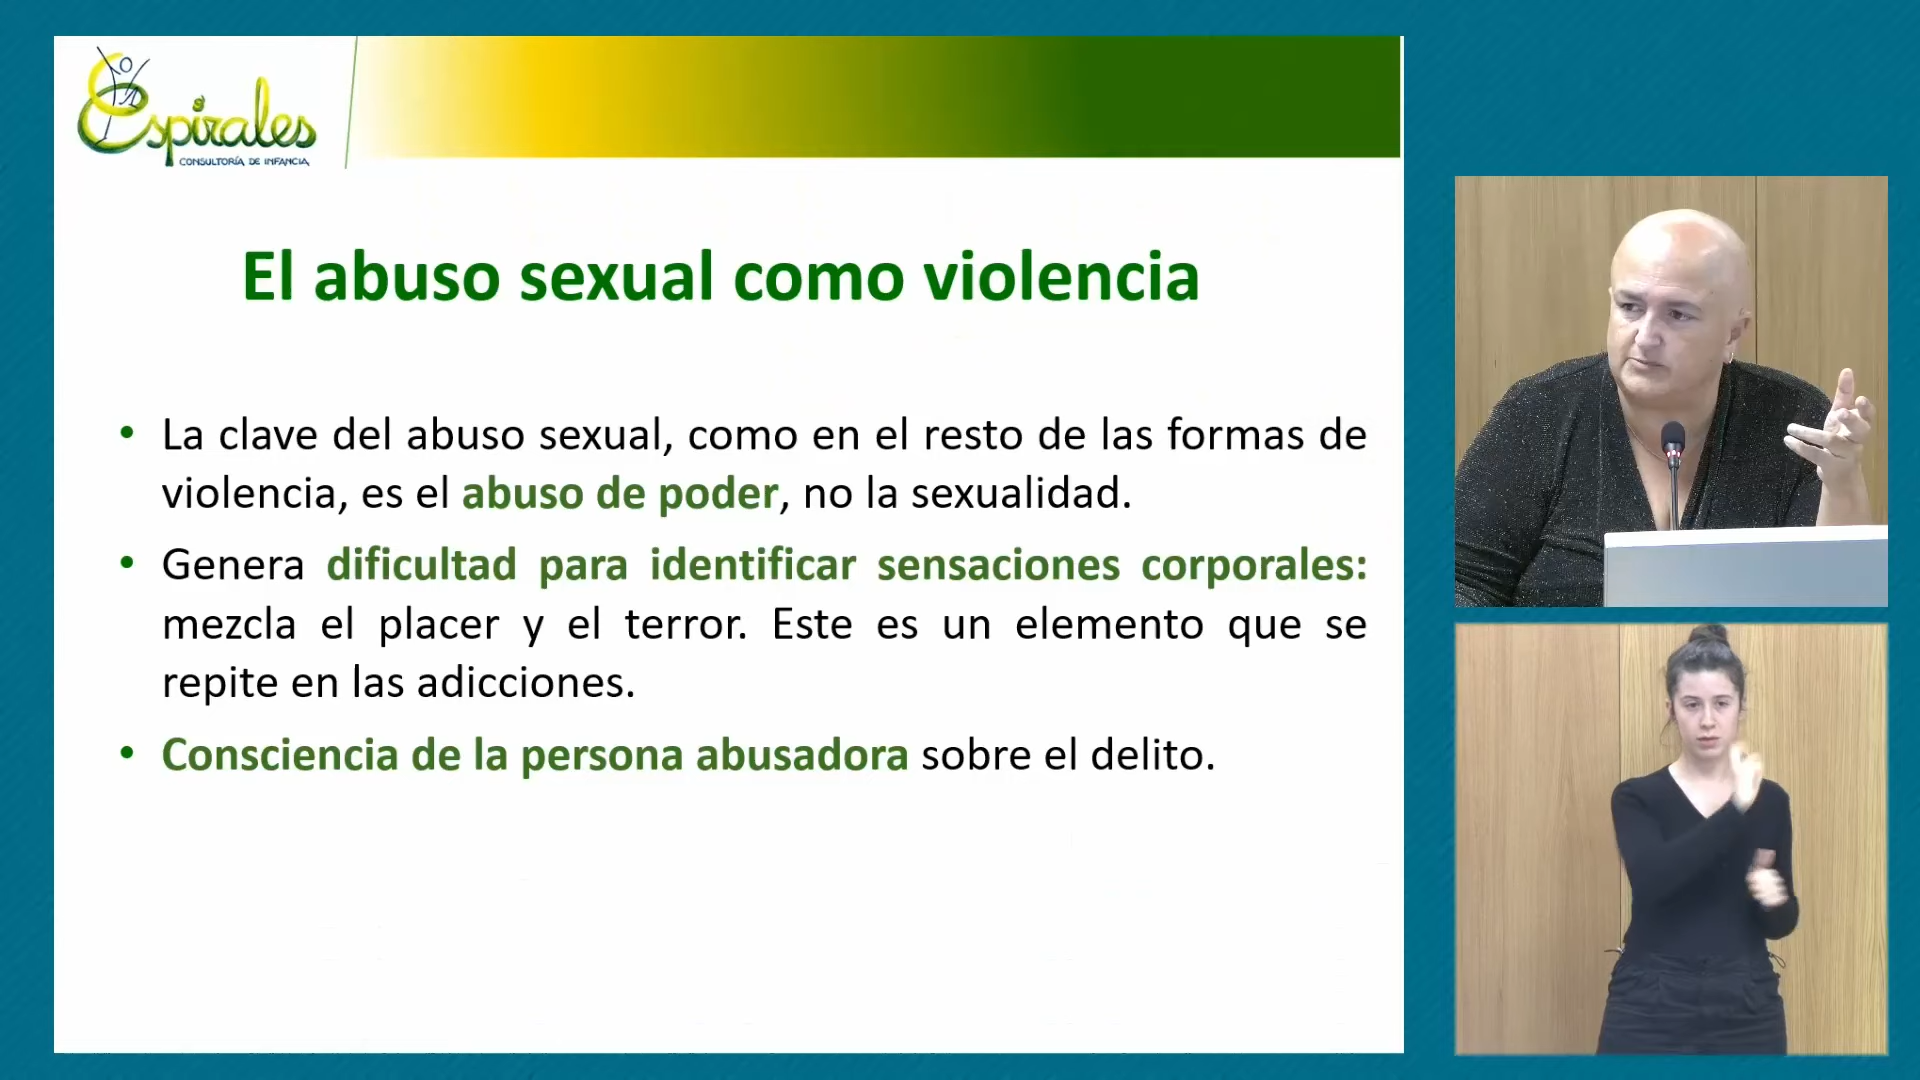 Espirales
CONSULTORÍA DE INFANCIA
El abuso sexual como violencia
• La clave del abuso sexual, como en el resto de las formas de
violencia, es el abuso de poder, no la sexualidad.
• Genera dificultad para identificar sensaciones corporales:
mezcla el placer y el terror. Este es un elemento que se
repite en las adicciones.
• Consciencia de la persona abusadora sobre el delito.